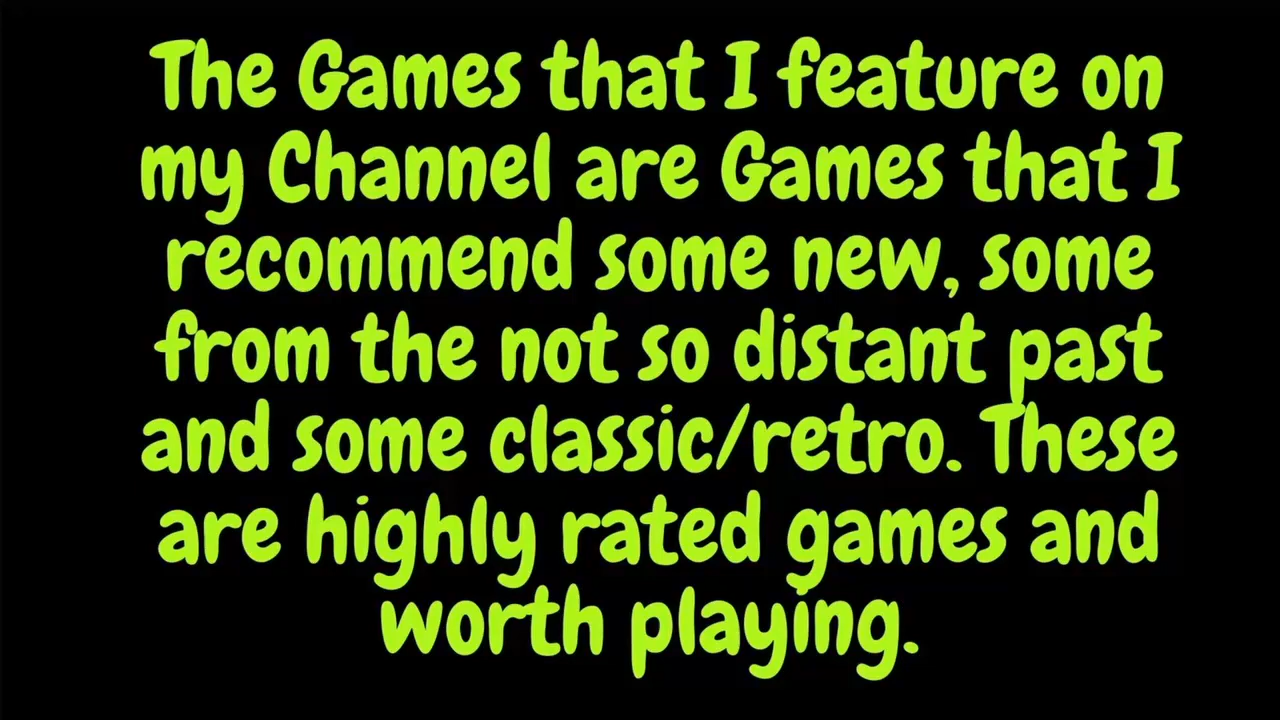 The Games that I feature on
my Channel are Games that I
recommend some new, some
from the not so distant past
and some classic/retro. These
are highly rated games and
worth playing.